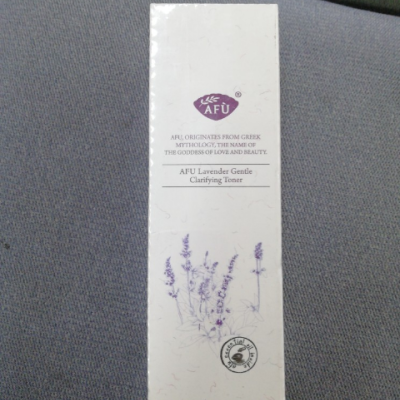 AFÙ
®
AFU, ORIGINATES FROM GREEK
MYTHOLOGY, THE NAME OF
THE GODDESS OF LOVE AND BEAUTY.
AFU Lavender Gentle
Clarifying Toner